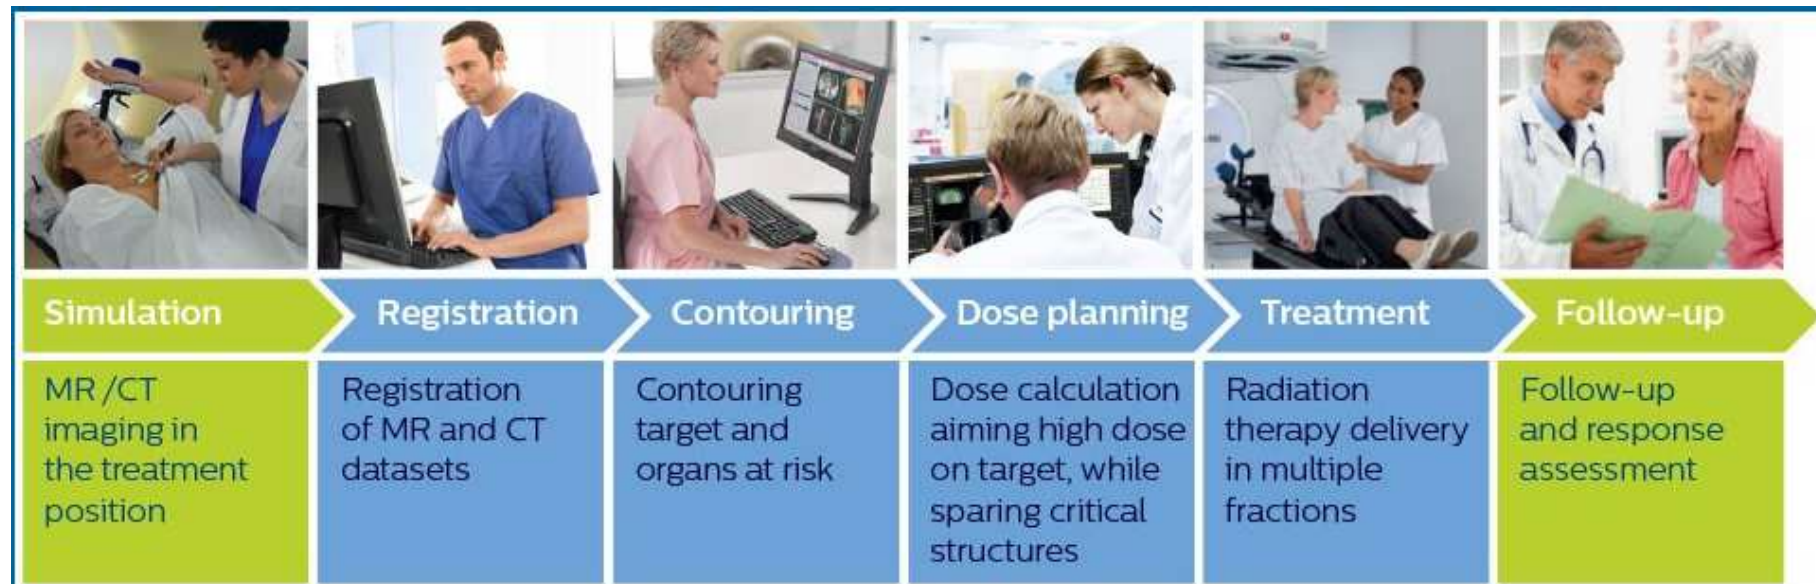 Simulation
Registration
Contouring
Dose planning
Treatment
Follow-up
MR /CT
imaging in
the treatment
position
Registration
of MR and CT
datasets
Contouring
target and
organs at risk
Dose calculation
aiming high dose
on target, while
sparing critical
structures
Radiation
therapy delivery
in multiple
fractions
Follow-up
and response
assessment